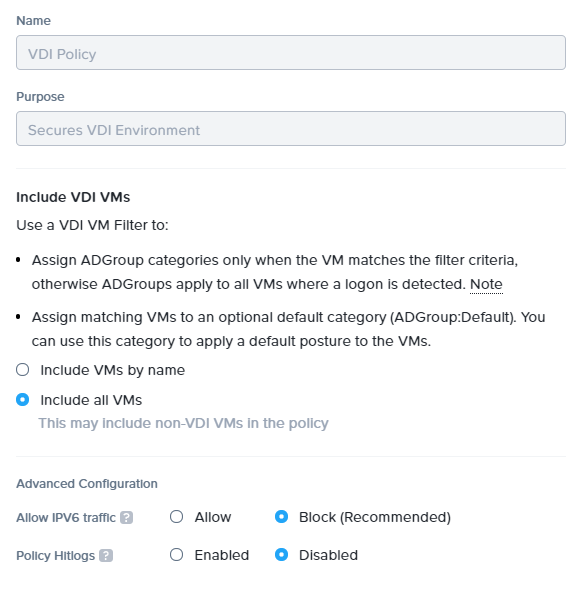 Name
VDI Policy
Purpose
Secures VDI Environment
Include VDI VMs
Use a VDI VM Filter to:
• Assign ADGroup categories only when the VM matches the filter criteria,
otherwise ADGroups apply to all VMs where a logon is detected. Note
• Assign matching VMs to an optional default category (ADGroup:Default). You
can use this category to apply a default posture to the VMs.
Include VMs by name
Include all VMs
This may include non-VDI VMs in the policy
Advanced Configuration
Allow IPV6 traffic ? Allow Block (Recommended)
Policy Hitlogs ? Enabled Disabled